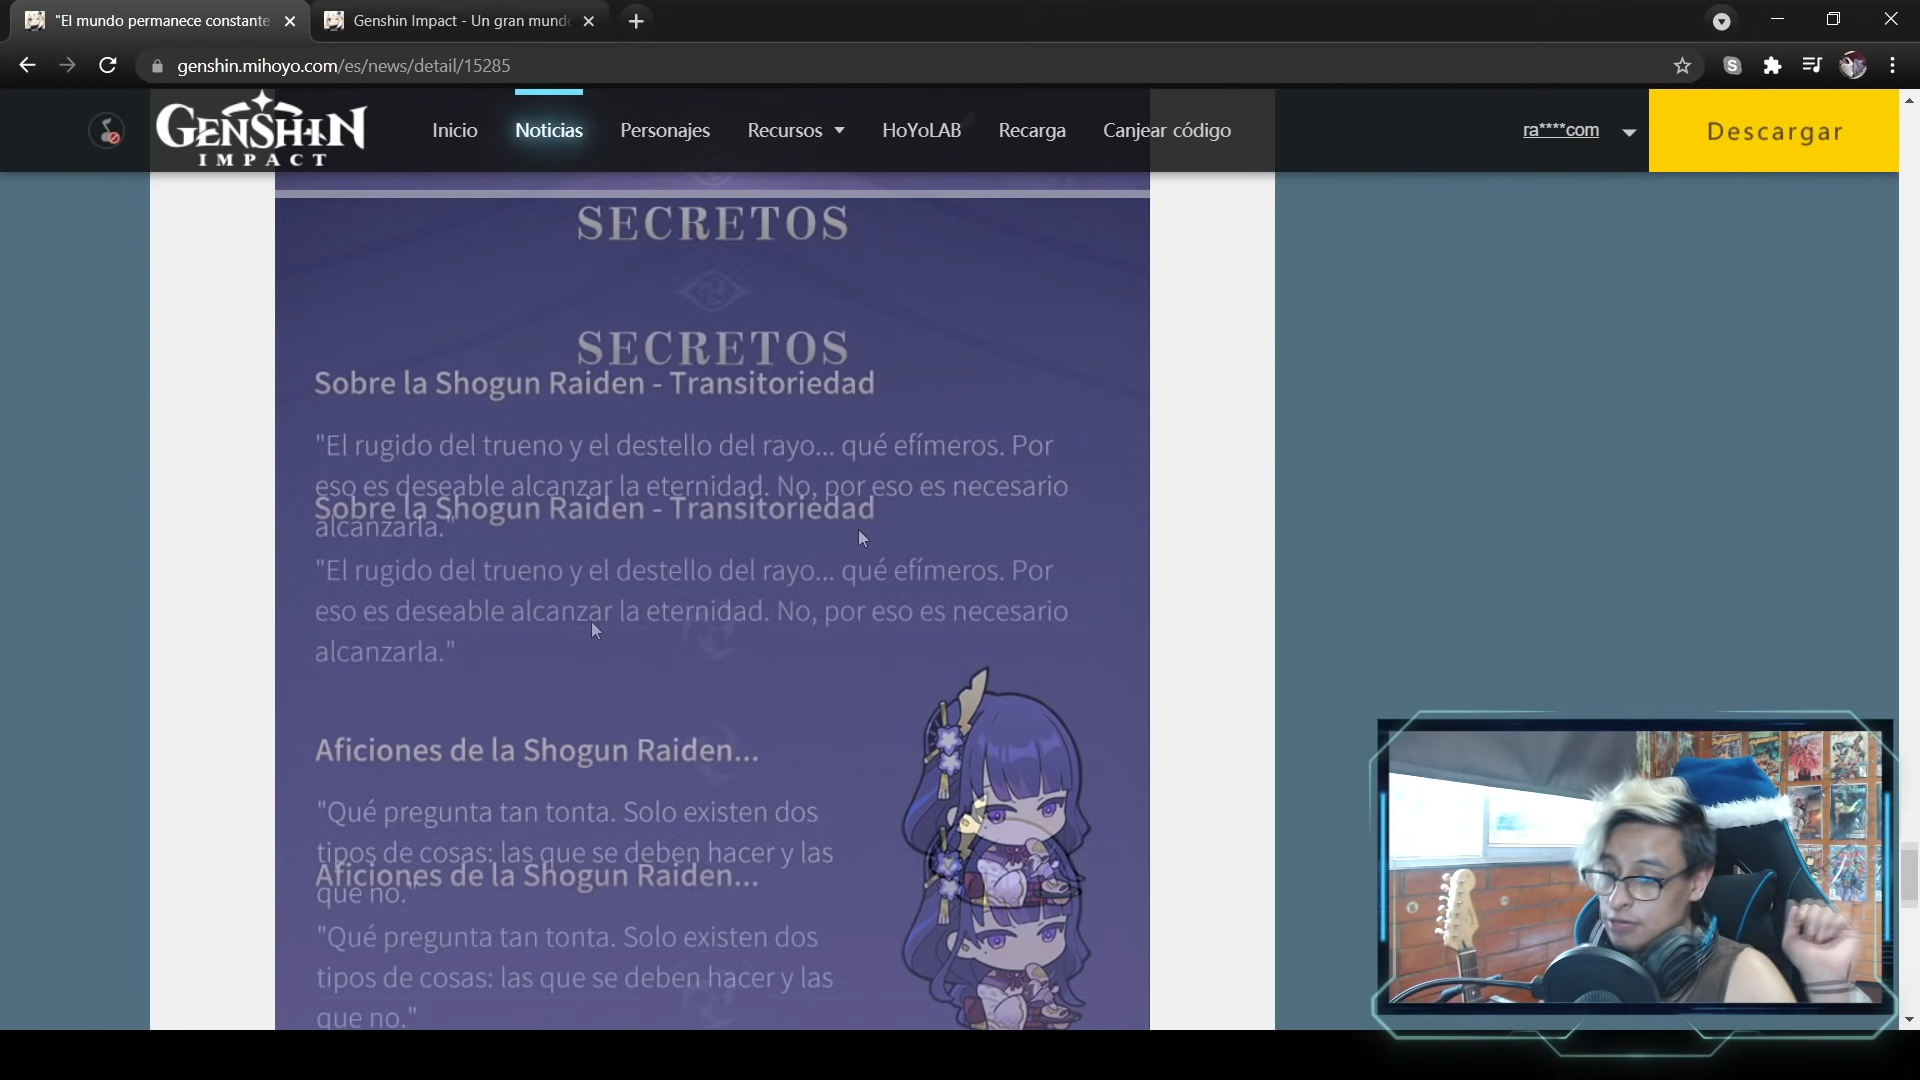 "El mundo permanece constante
Genshin Impact - Un gran mund
genshin.mihoyo.com/es/news/detail/15285
GENSHIN
IMPACT
Inicio
Noticias
Personajes
Recursos
HoYoLAB
Recarga
Canjear código
ra****com
Descargar
SECRETOS
SECRETOS
Sobre la Shogun Raiden - Transitoriedad
"El rugido del trueno y el destello del rayo... qué efímeros. Por
eso es deseable alcanzar la eternidad. No, por eso es necesario
Sobre la Shogun Raiden - Transitoriedad
alcanzarla."
"El rugido del trueno y el destello del rayo... qué efímeros. Por
eso es deseable alcanzar la eternidad. No, por eso es necesario
alcanzarla."
Aficiones de la Shogun Raiden...
"Qué pregunta tan tonta. Solo existen dos
tipos de cosas: las que se deben hacer y las
Aficiones de la Shogun Raiden...
que no."
"Qué pregunta tan tonta. Solo existen dos
tipos de cosas: las que se deben hacer y las
que no."